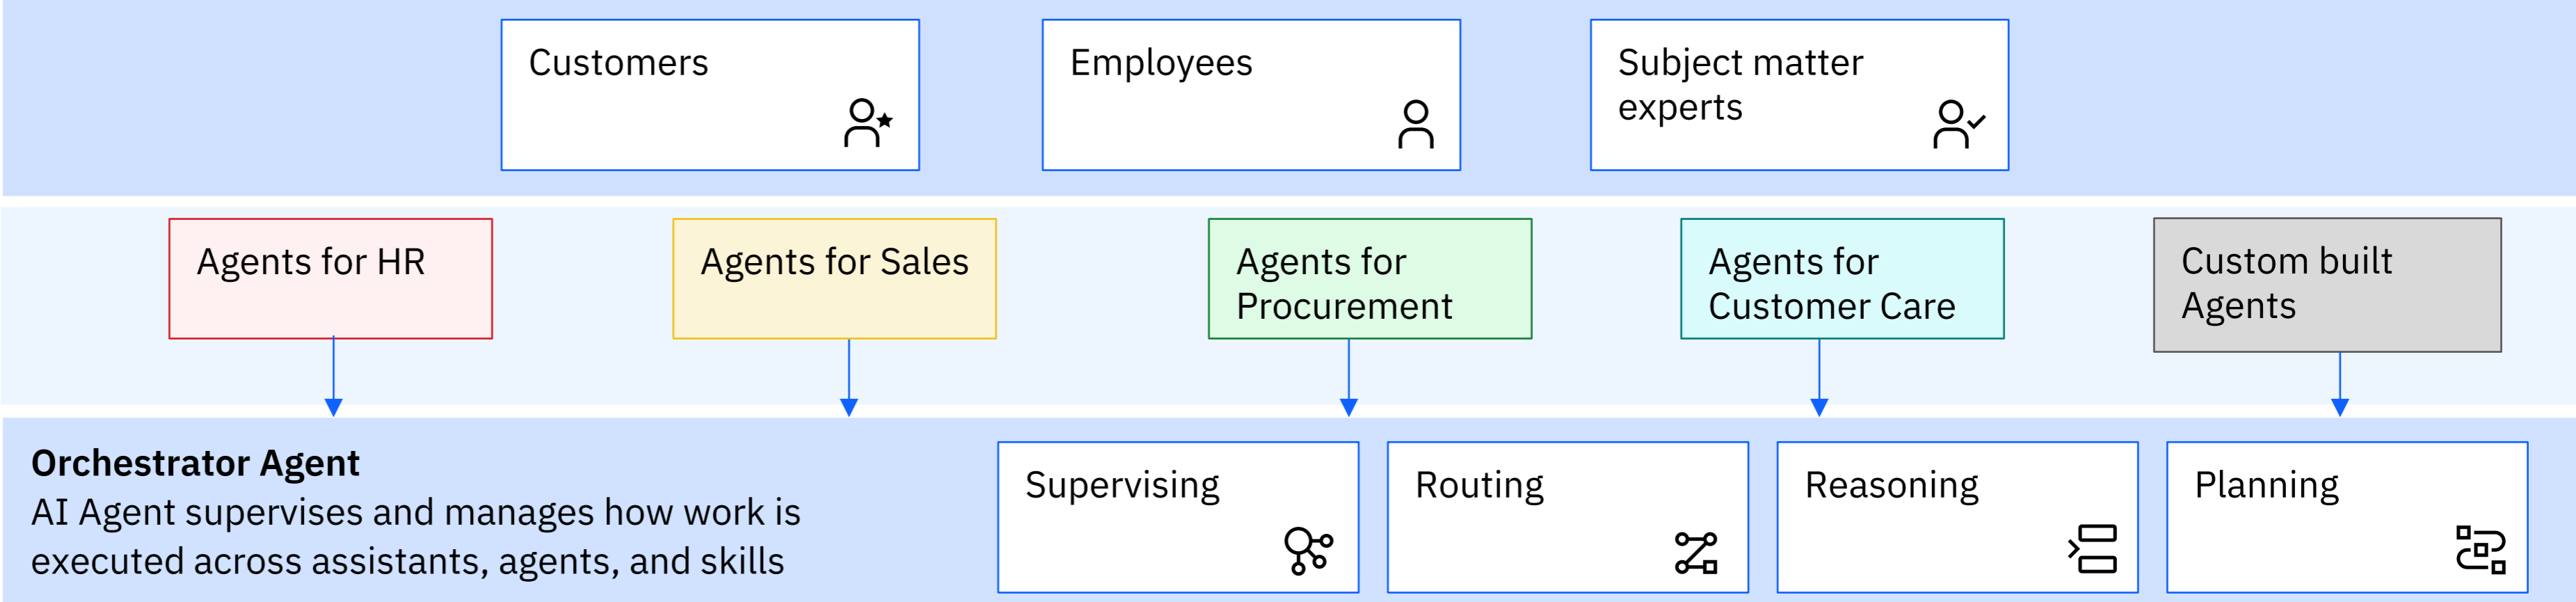 Customers
Employees
Subject matter
experts
Agents for HR
Agents for Sales
Agents for
Procurement
Agents for
Customer Care
Custom built
Agents
Orchestrator Agent
AI Agent supervises and manages how work is
executed across assistants, agents, and skills
Supervising
Routing
Reasoning
Planning